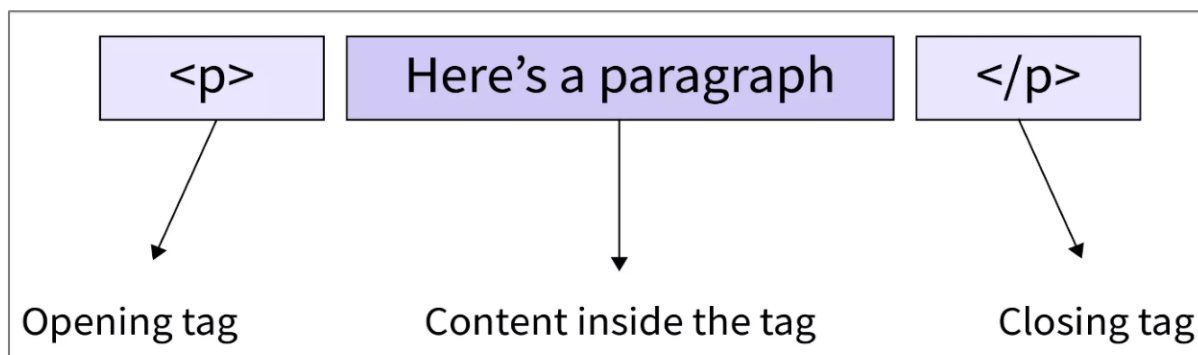 <p> Here’s a paragraph </p>
Opening tag Content inside the tag Closing tag